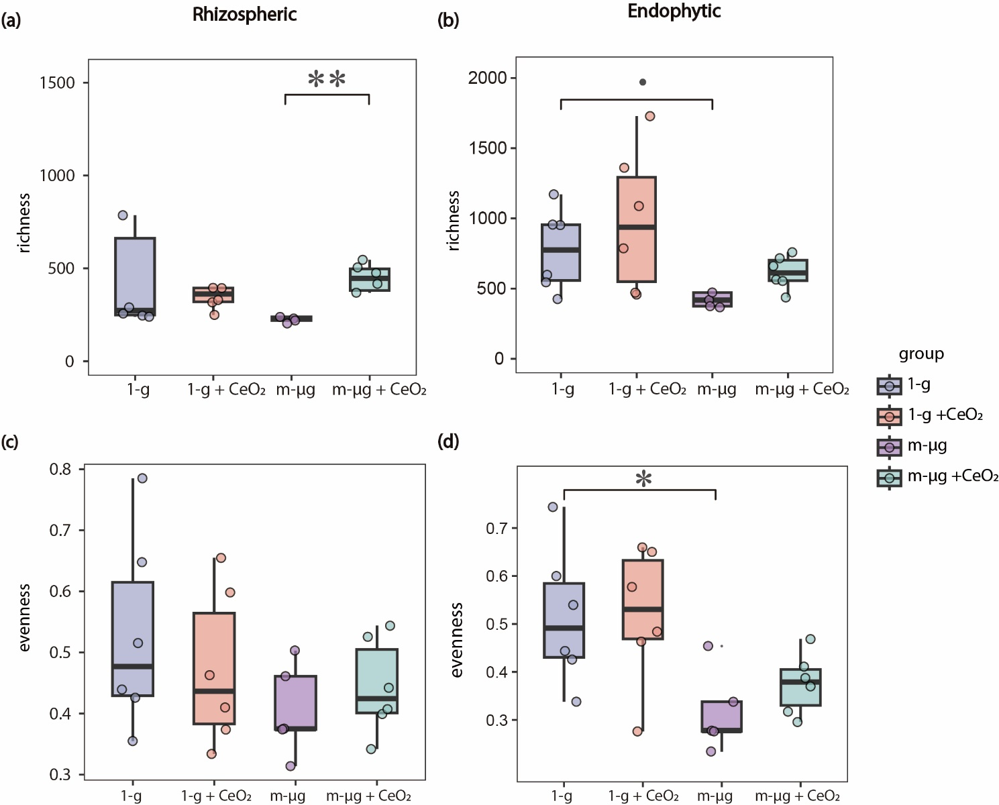 (a) Rhizospheric
(b) Endophytic
**
richness
1500
1000
500
0
1-g 1-g + CeO₂ m-μg m-μg + CeO₂
•
richness
2000
1500
1000
500
0
1-g 1-g + CeO₂ m-μg m-μg + CeO₂
group
1-g
1-g +CeO₂
m-μg
m-μg +CeO₂
(c)
evenness
0.8
0.7
0.6
0.5
0.4
0.3
1-g 1-g + CeO₂ m-μg m-μg + CeO₂
(d)
*
evenness
0.7
0.6
0.5
0.4
0.3
1-g 1-g + CeO₂ m-μg m-μg + CeO₂